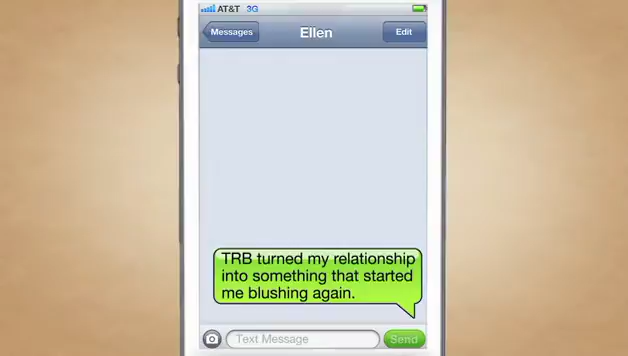 AT&T 3G
Messages Ellen Edit
TRB turned my relationship
into something that started
me blushing again.
Text Message Send